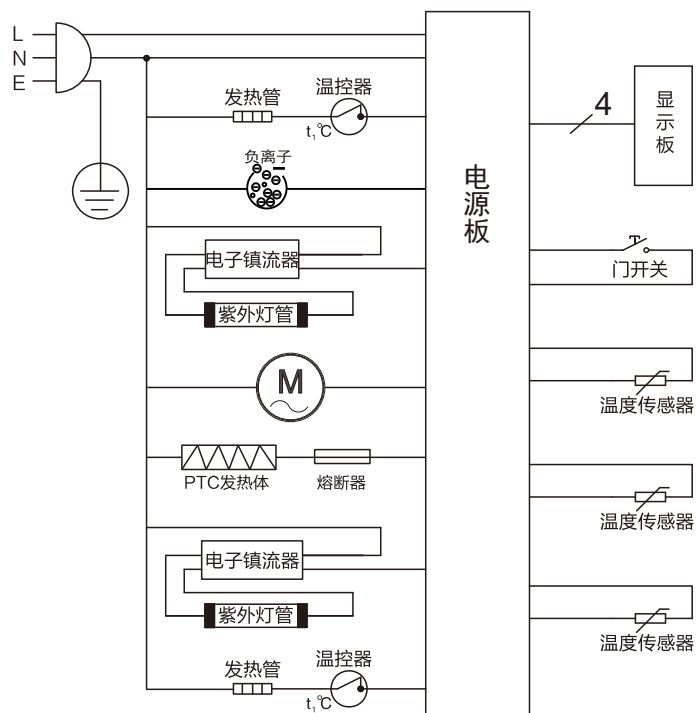 L
N
E
发热管
温控器
t₁℃
负离子
电子镇流器
紫外灯管
M
PTC发热体
熔断器
电子镇流器
紫外灯管
发热管
温控器
t₁℃
电源板
4
显示板
门开关
温度传感器
温度传感器
温度传感器